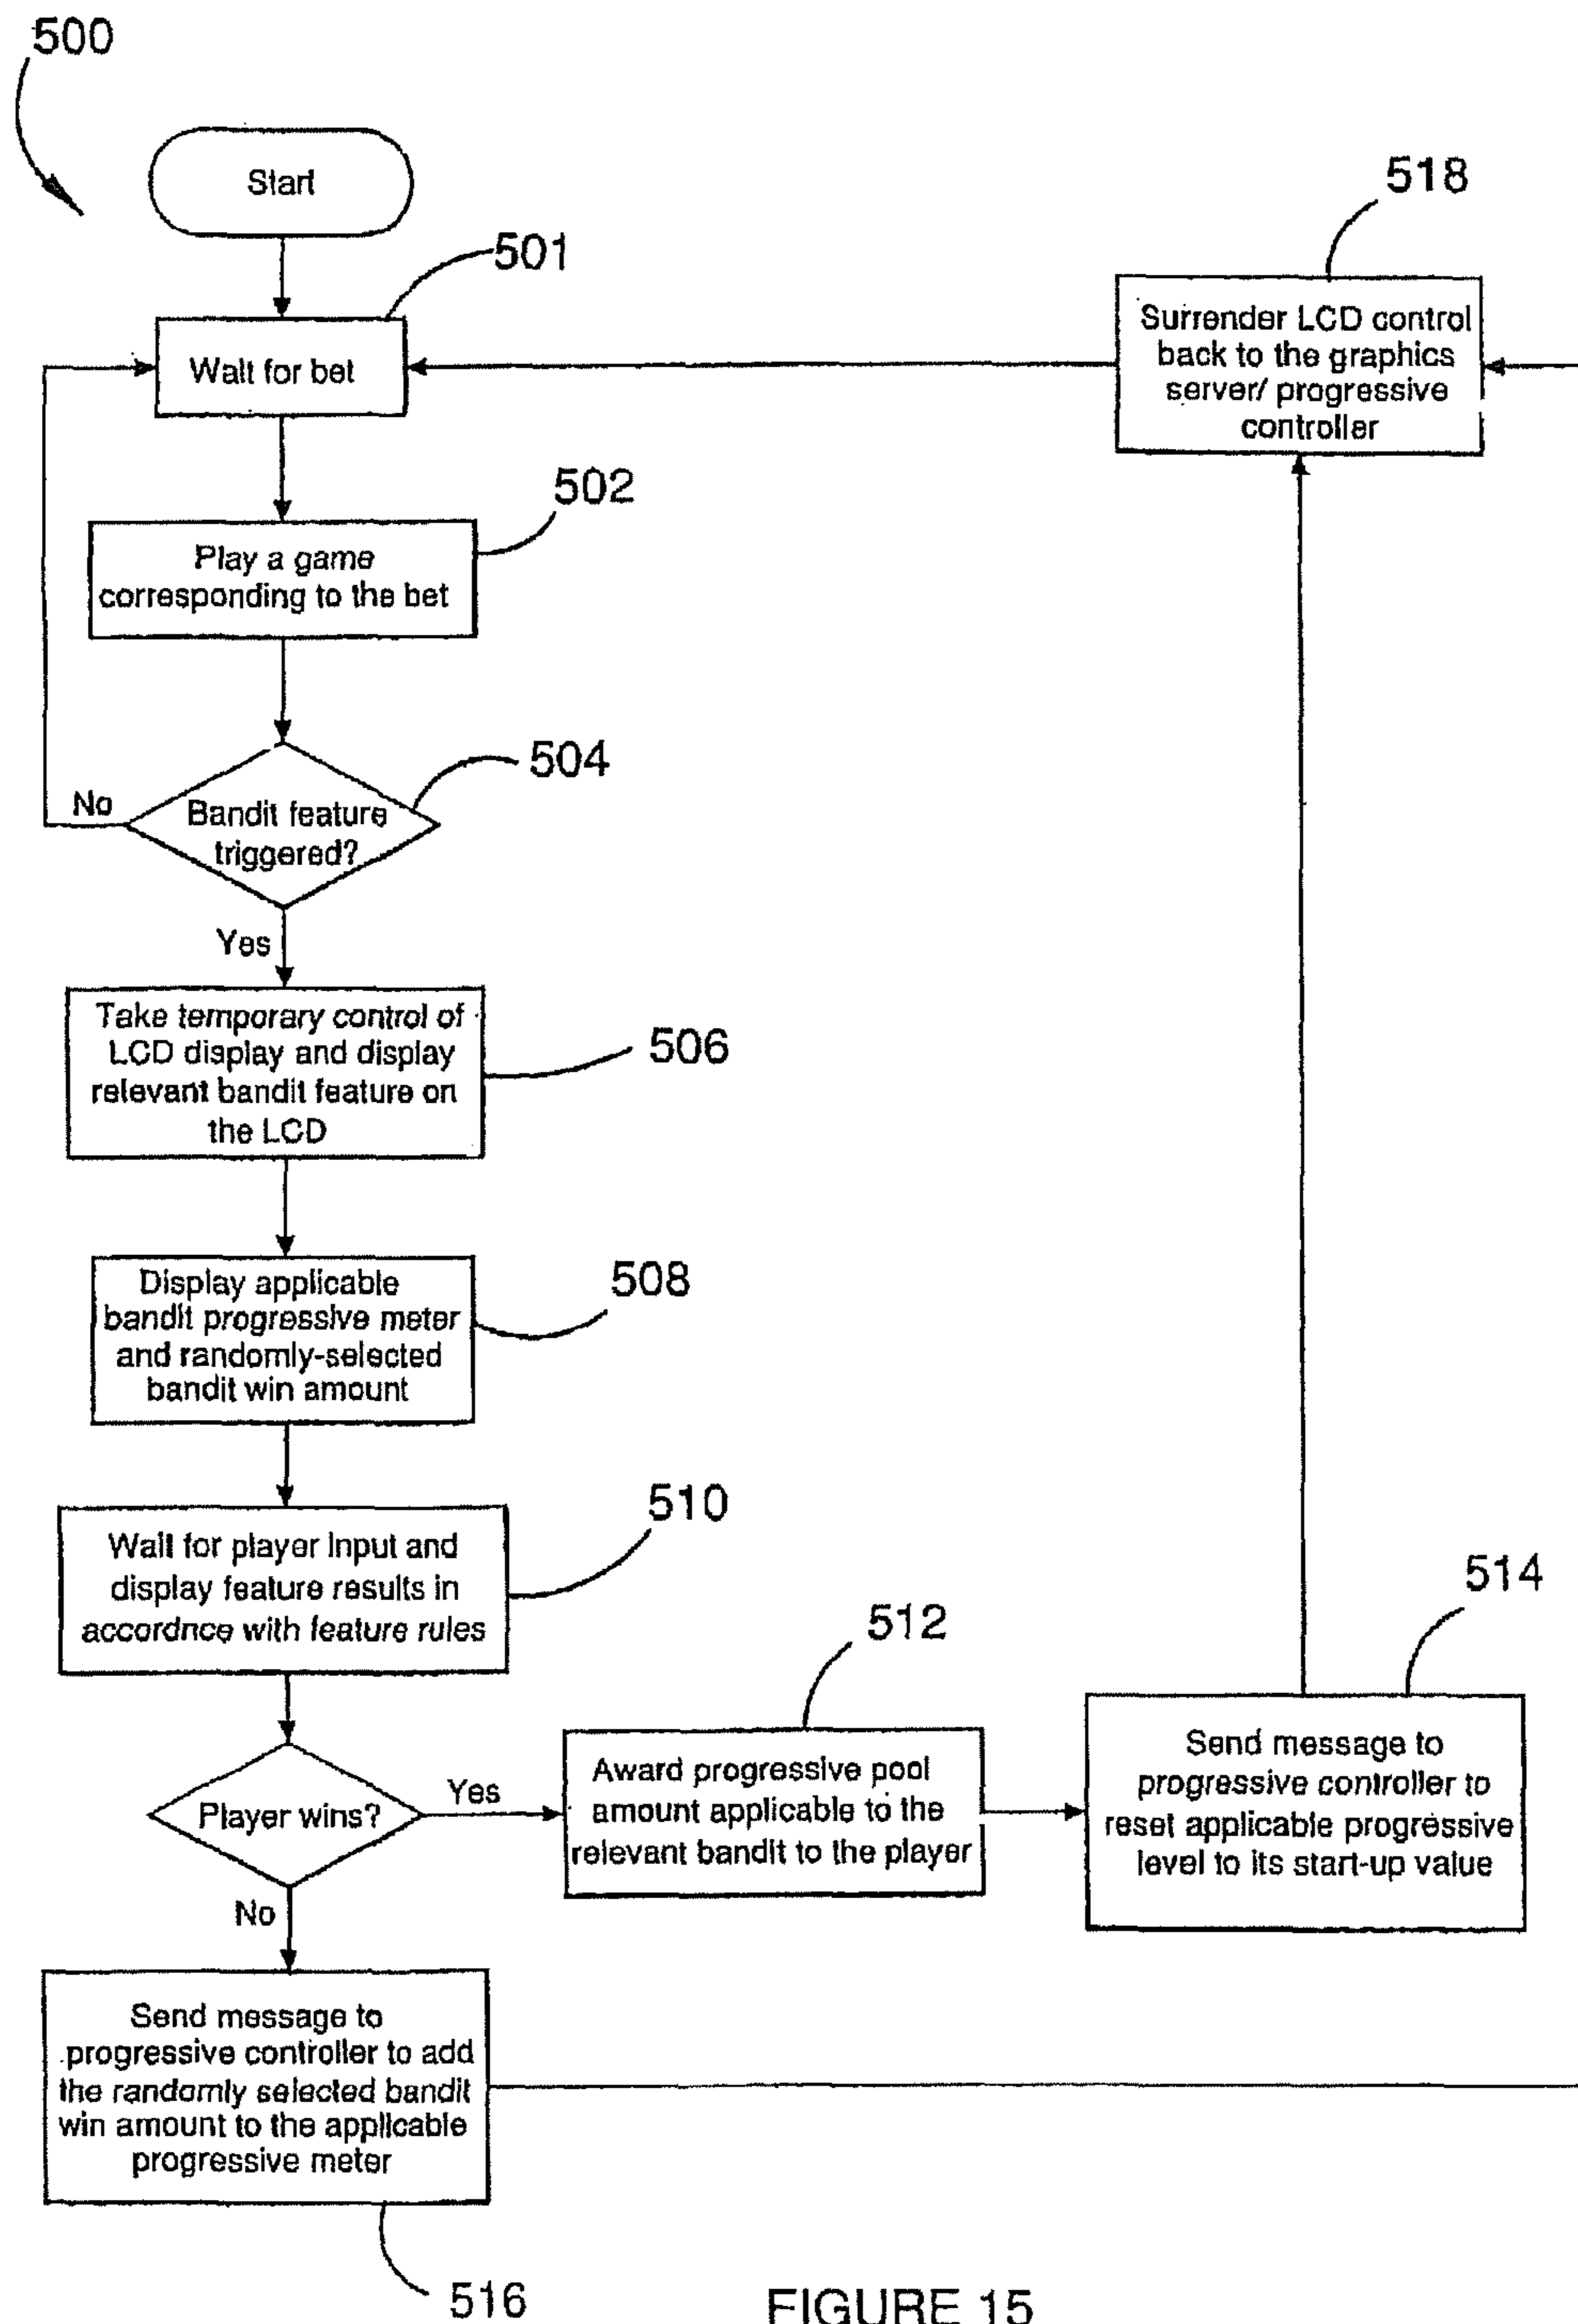 500
Start
501
Wait for bet
518
Surrender LCD control
back to the graphics
server/ progressive
controller
502
Play a game
corresponding to the bet
504
Bandit feature
triggered?
No
Yes
506
Take temporary control of
LCD display and display
relevant bandit feature on
the LCD
508
Display applicable
bandit progressive meter
and randomly-selected
bandit win amount
510
Wait for player input and
display feature results in
accordnce with feature rules
Player wins?
Yes
No
512
Award progressive pool
amount applicable to the
relevant bandit to the player
514
Send message to
progressive controller to
reset applicable progressive
level to its start-up value
Send message to
progressive controller to add
the randomly selected bandit
win amount to the applicable
progressive meter
516
FIGURE 15